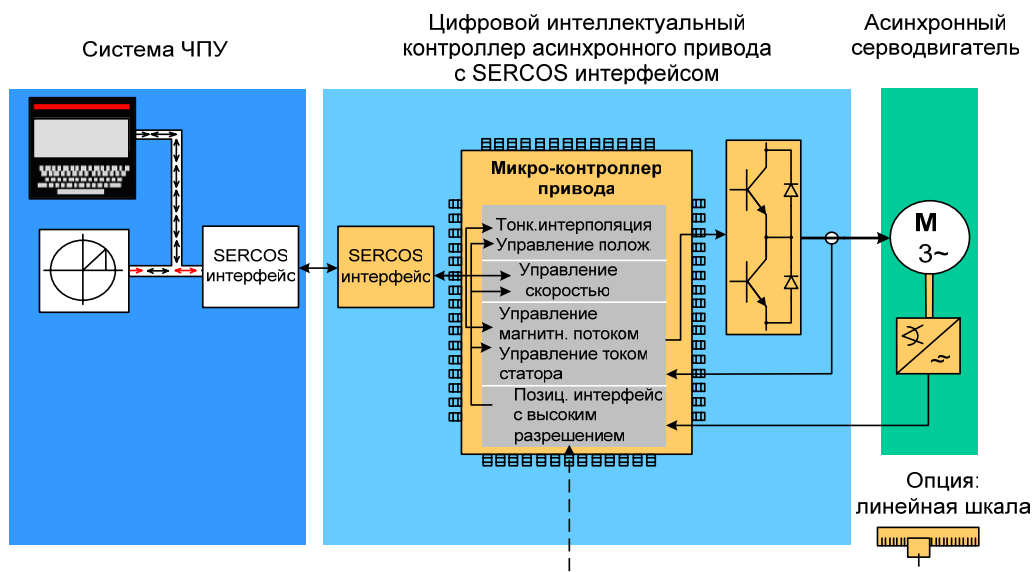 Система ЧПУ
Цифровой интеллектуальный
контроллер асинхронного привода
с SERCOS интерфейсом
Асинхронный
серводвигатель
SERCOS
интерфейс
SERCOS
интерфейс
Микро-контроллер
привода
Тонк.интерполяция
Управление полож.
Управление
скоростью
Управление
магнитн. потоком
Управление током
статора
Позиц. интерфейс
с высоким
разрешением
М
3~
Опция:
линейная шкала